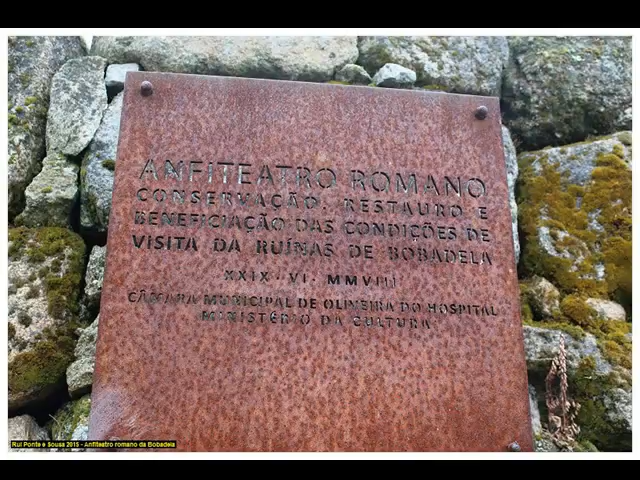 ANFITEATRO ROMANO
CONSERVAÇÃO, RESTAURO E
BENEFICIAÇÃO DAS CONDIÇÕES DE
VISITA DA RUÍNAS DE BOBADELA
XXIX · VI · MMVIII
CÂMARA MUNICIPAL DE OLIVEIRA DO HOSPITAL
MINISTÉRIO DA CULTURA
Rui Ponte e Sousa 2015 - Anfiteatro romano da Bobadela